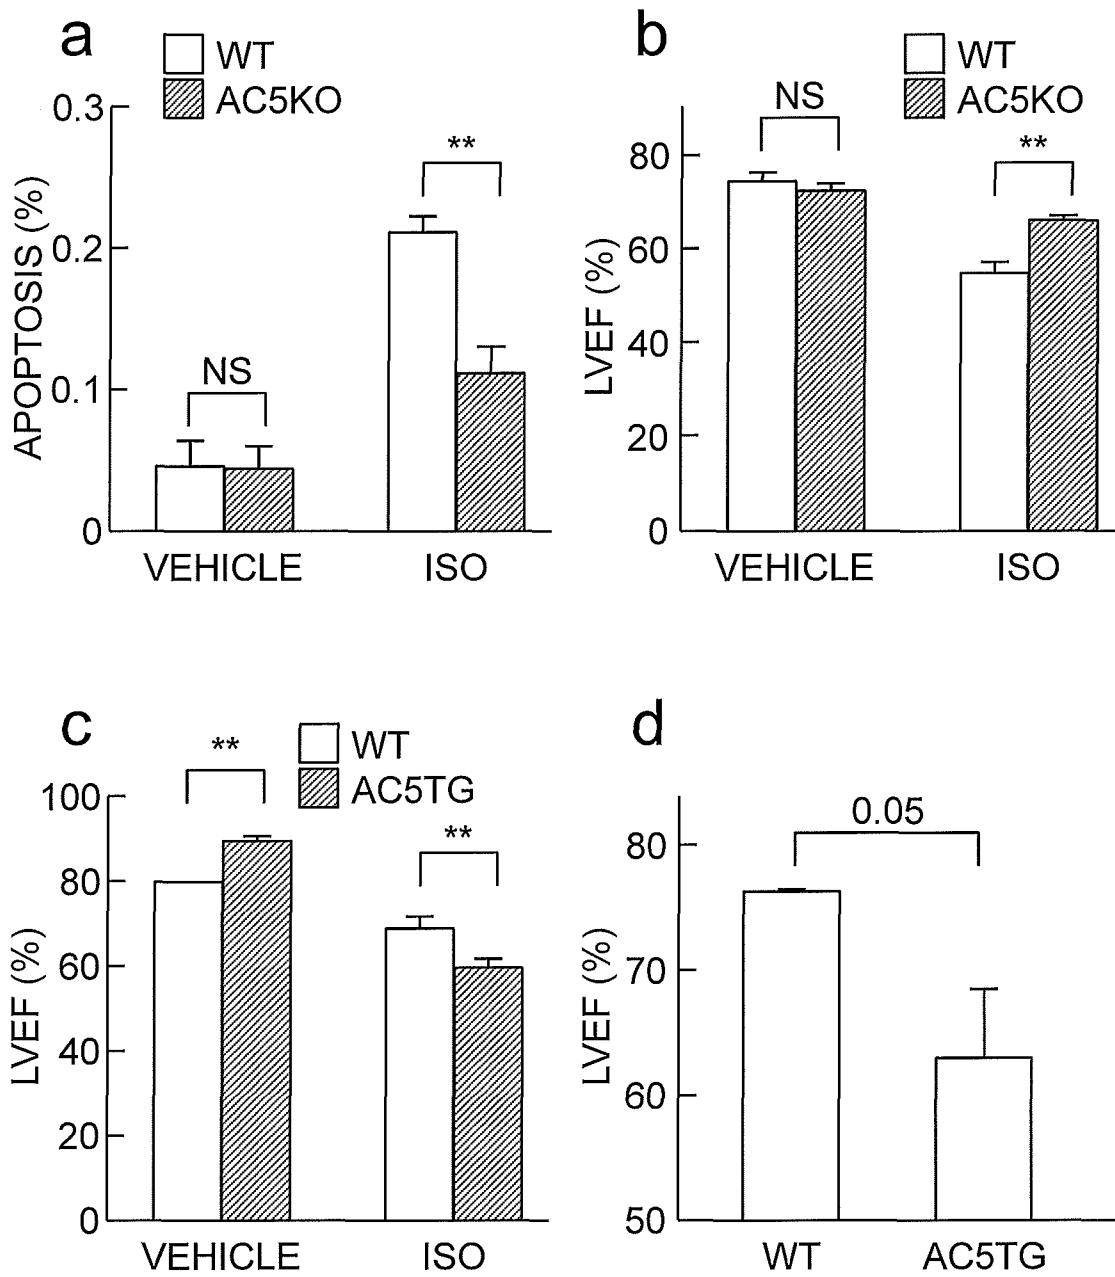 a
WT
AC5KO
0.3
0.2
0.1
0
APOPTOSIS (%)
NS
**
VEHICLE
ISO
b
WT
AC5KO
80
60
40
20
0
LVEF (%)
NS
**
VEHICLE
ISO
c
WT
AC5TG
100
80
60
40
20
0
LVEF (%)
**
**
VEHICLE
ISO
d
80
70
60
50
LVEF (%)
0.05
WT
AC5TG